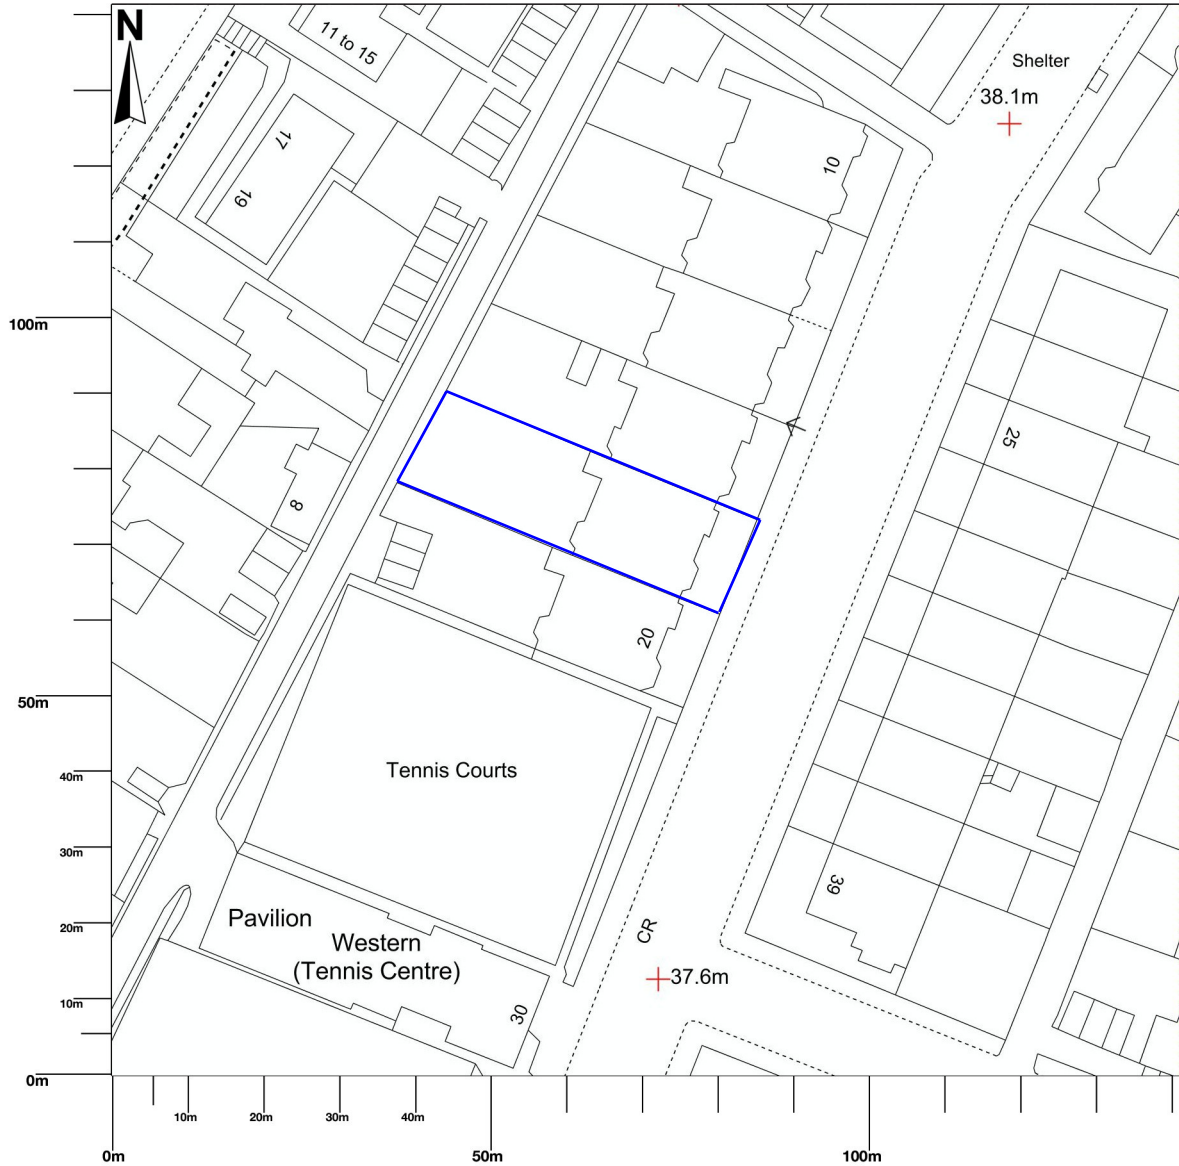 N
11 to 15
Shelter
38.1m
17
19
10
100m
25
8
20
50m
Tennis Courts
40m
30m
39
20m
Pavilion
Western
(Tennis Centre)
CR
37.6m
10m
30
0m
10m
20m
30m
40m
0m
50m
100m